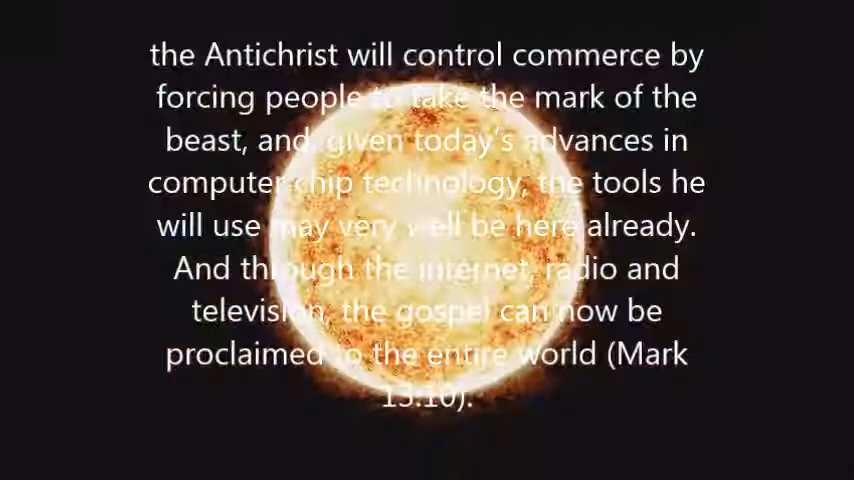 the Antichrist will control commerce by
forcing people to take the mark of the
beast, and, given today's advances in
computer chip technology, the tools he
will use may very well be here already.
And through the internet, radio and
television, the gospel can now be
proclaimed to the entire world (Mark
13:10).